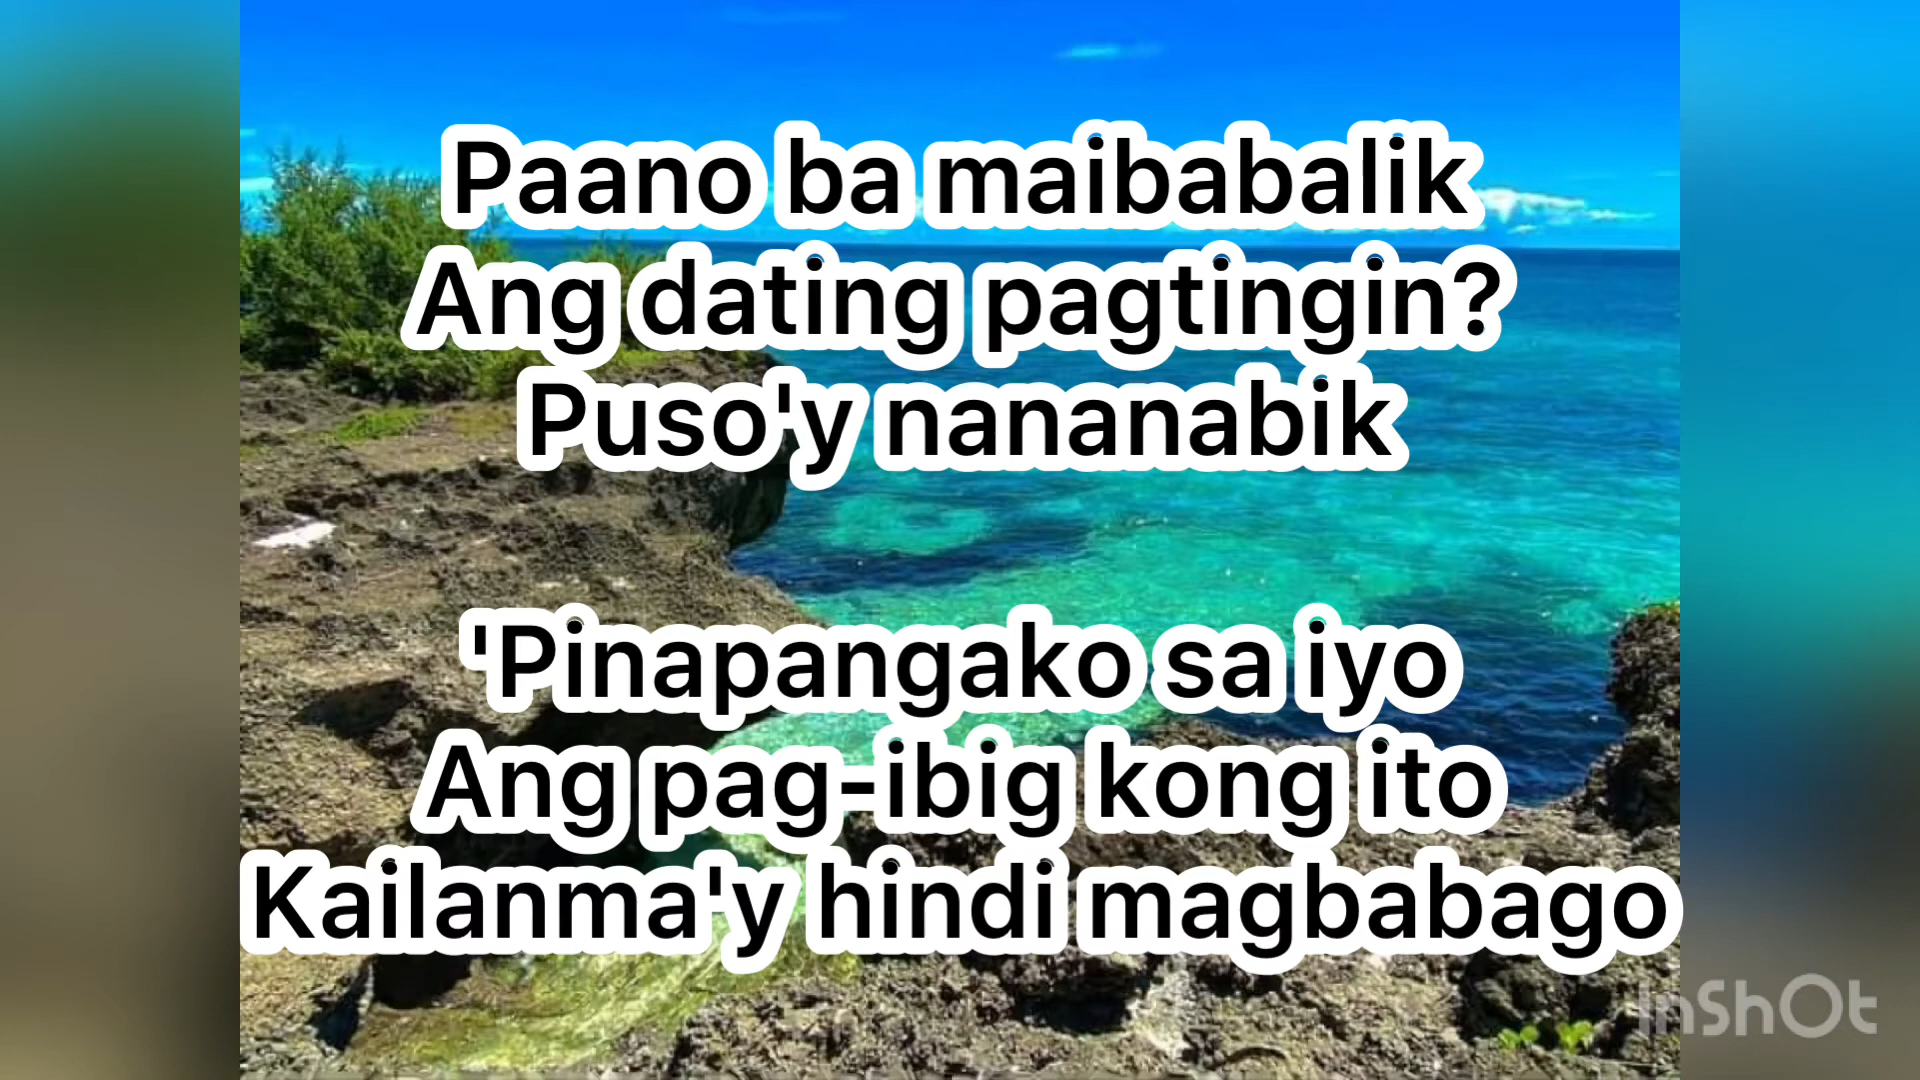 Paano ba maibabalik
Ang dating pagtingin?
Puso'y nananabik
'Pinapangako sa iyo
Ang pag-ibig kong ito
Kailanma'y hindi magbabago
InShOt